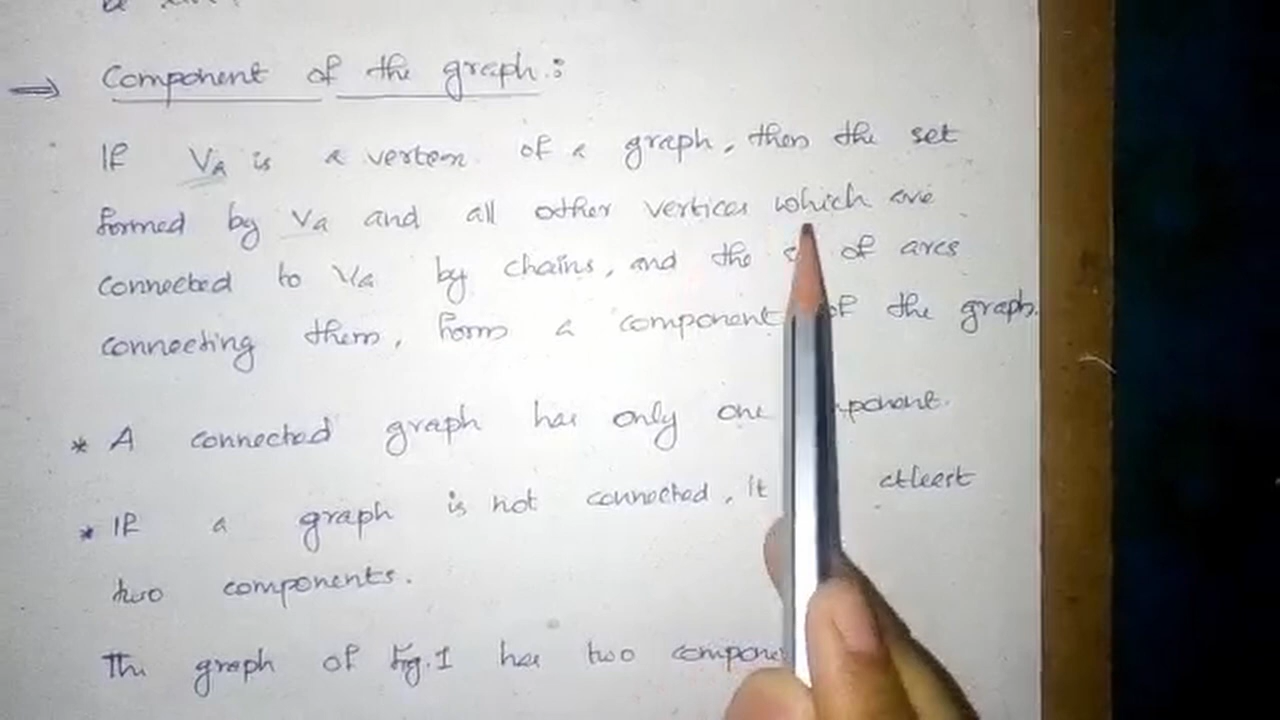 ⇒ Component of the graph :
If VA is a vertex of a graph, then the set
formed by Va and all other vertices which are
connected to Va by chains, and the of arcs
connecting them, form a component of the graph.
* A connected graph has only one
* If a graph is not connected, it atleast
two components.
The graph of Fig.1 has two